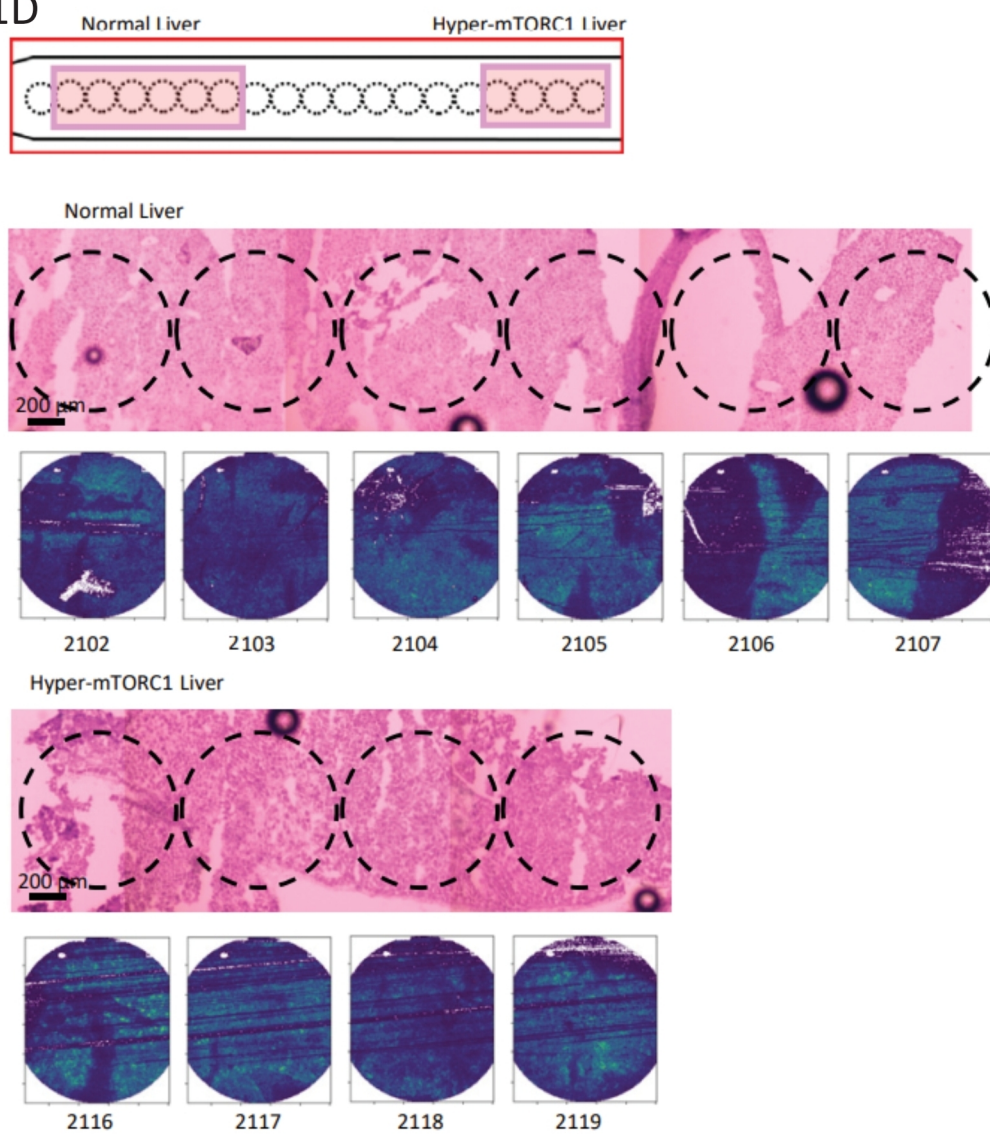 1D
Normal Liver Hyper-mTORC1 Liver
Normal Liver
200 µm
2102 2103 2104 2105 2106 2107
Hyper-mTORC1 Liver
200 µm
2116 2117 2118 2119